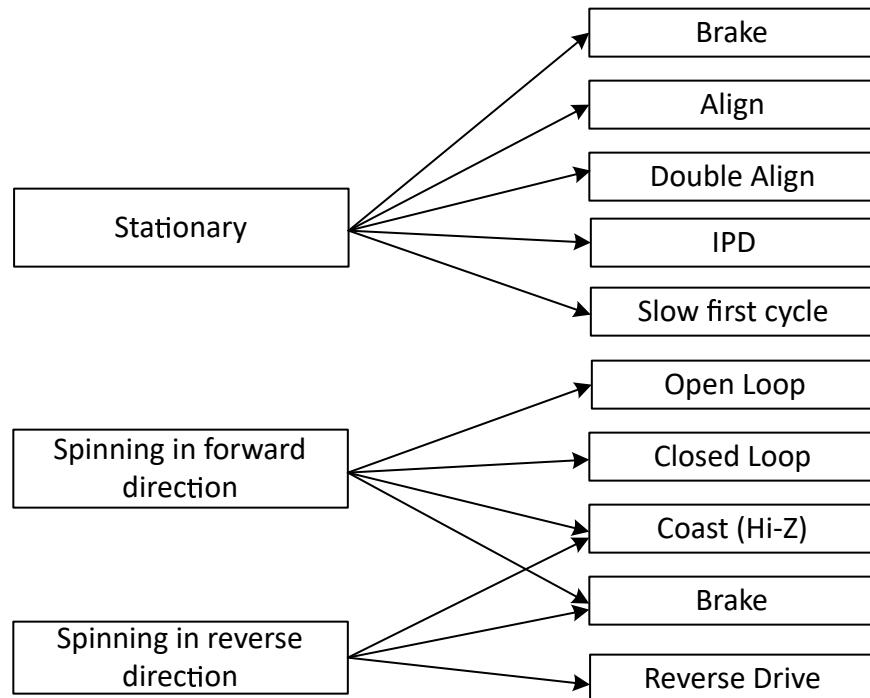 Brake
Align
Double Align
Stationary
IPD
Slow first cycle
Open Loop
Spinning in forward
direction
Closed Loop
Coast (Hi-Z)
Brake
Spinning in reverse
direction
Reverse Drive